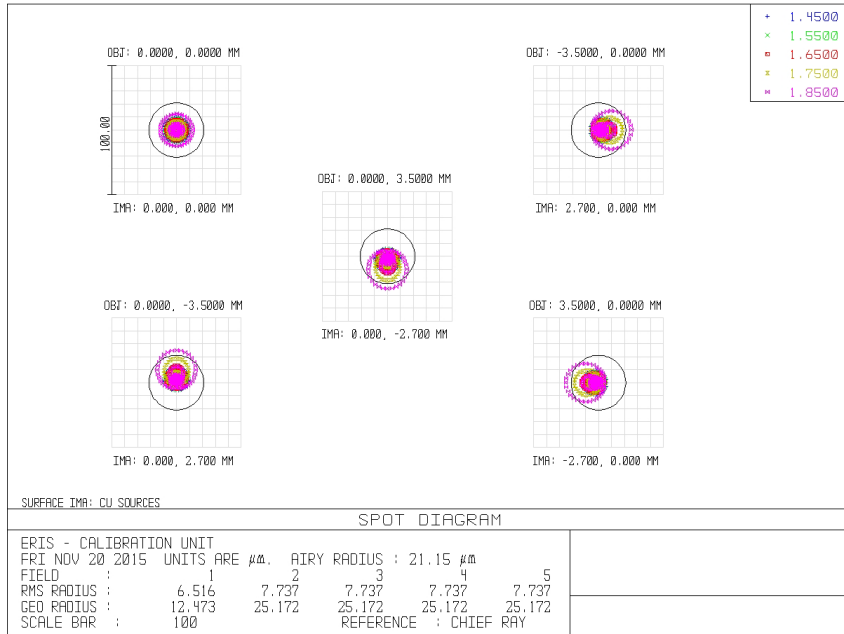 + 1.4500
× 1.5500
1.6500
1.7500
1.8500
OBJ: 0.0000, 0.0000 MM
OBJ: -3.5000, 0.0000 MM
100.00
IMA: 0.000, 0.000 MM
OBJ: 0.0000, 3.5000 MM
IMA: 2.700, 0.000 MM
OBJ: 0.0000, -3.5000 MM
IMA: 0.000, -2.700 MM
OBJ: 3.5000, 0.0000 MM
IMA: 0.000, 2.700 MM
IMA: -2.700, 0.000 MM
SURFACE IMA: CU SOURCES
SPOT DIAGRAM
ERIS - CALIBRATION UNIT
FRI NOV 20 2015 UNITS ARE µm. AIRY RADIUS : 21.15 µm
FIELD : 1 2 3 4 5
RMS RADIUS : 6.516 7.737 7.737 7.737 7.737
GEO RADIUS : 12.473 25.172 25.172 25.172 25.172
SCALE BAR : 100 REFERENCE : CHIEF RAY